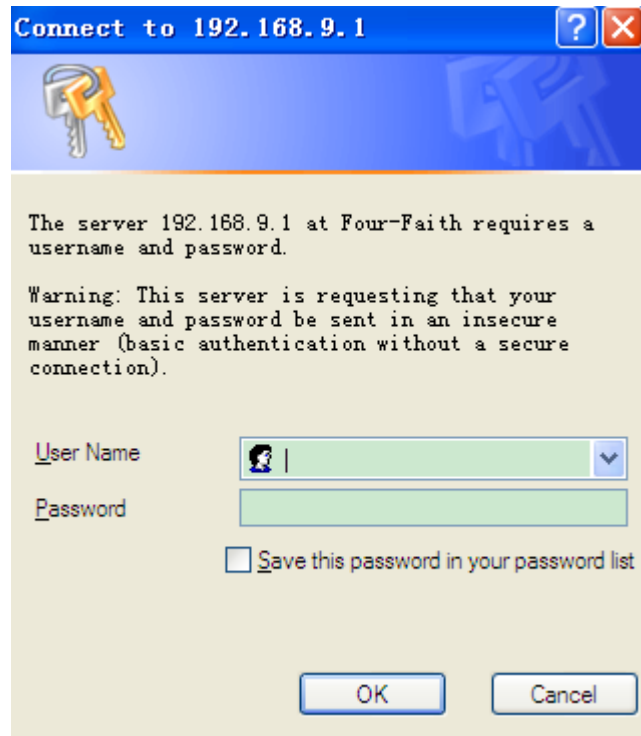 Connect to 192.168.9.1
The server 192.168.9.1 at Four-Faith requires a
username and password.
Warning: This server is requesting that your
username and password be sent in an insecure
manner (basic authentication without a secure
connection).
User Name
Password
Save this password in your password list
OK Cancel